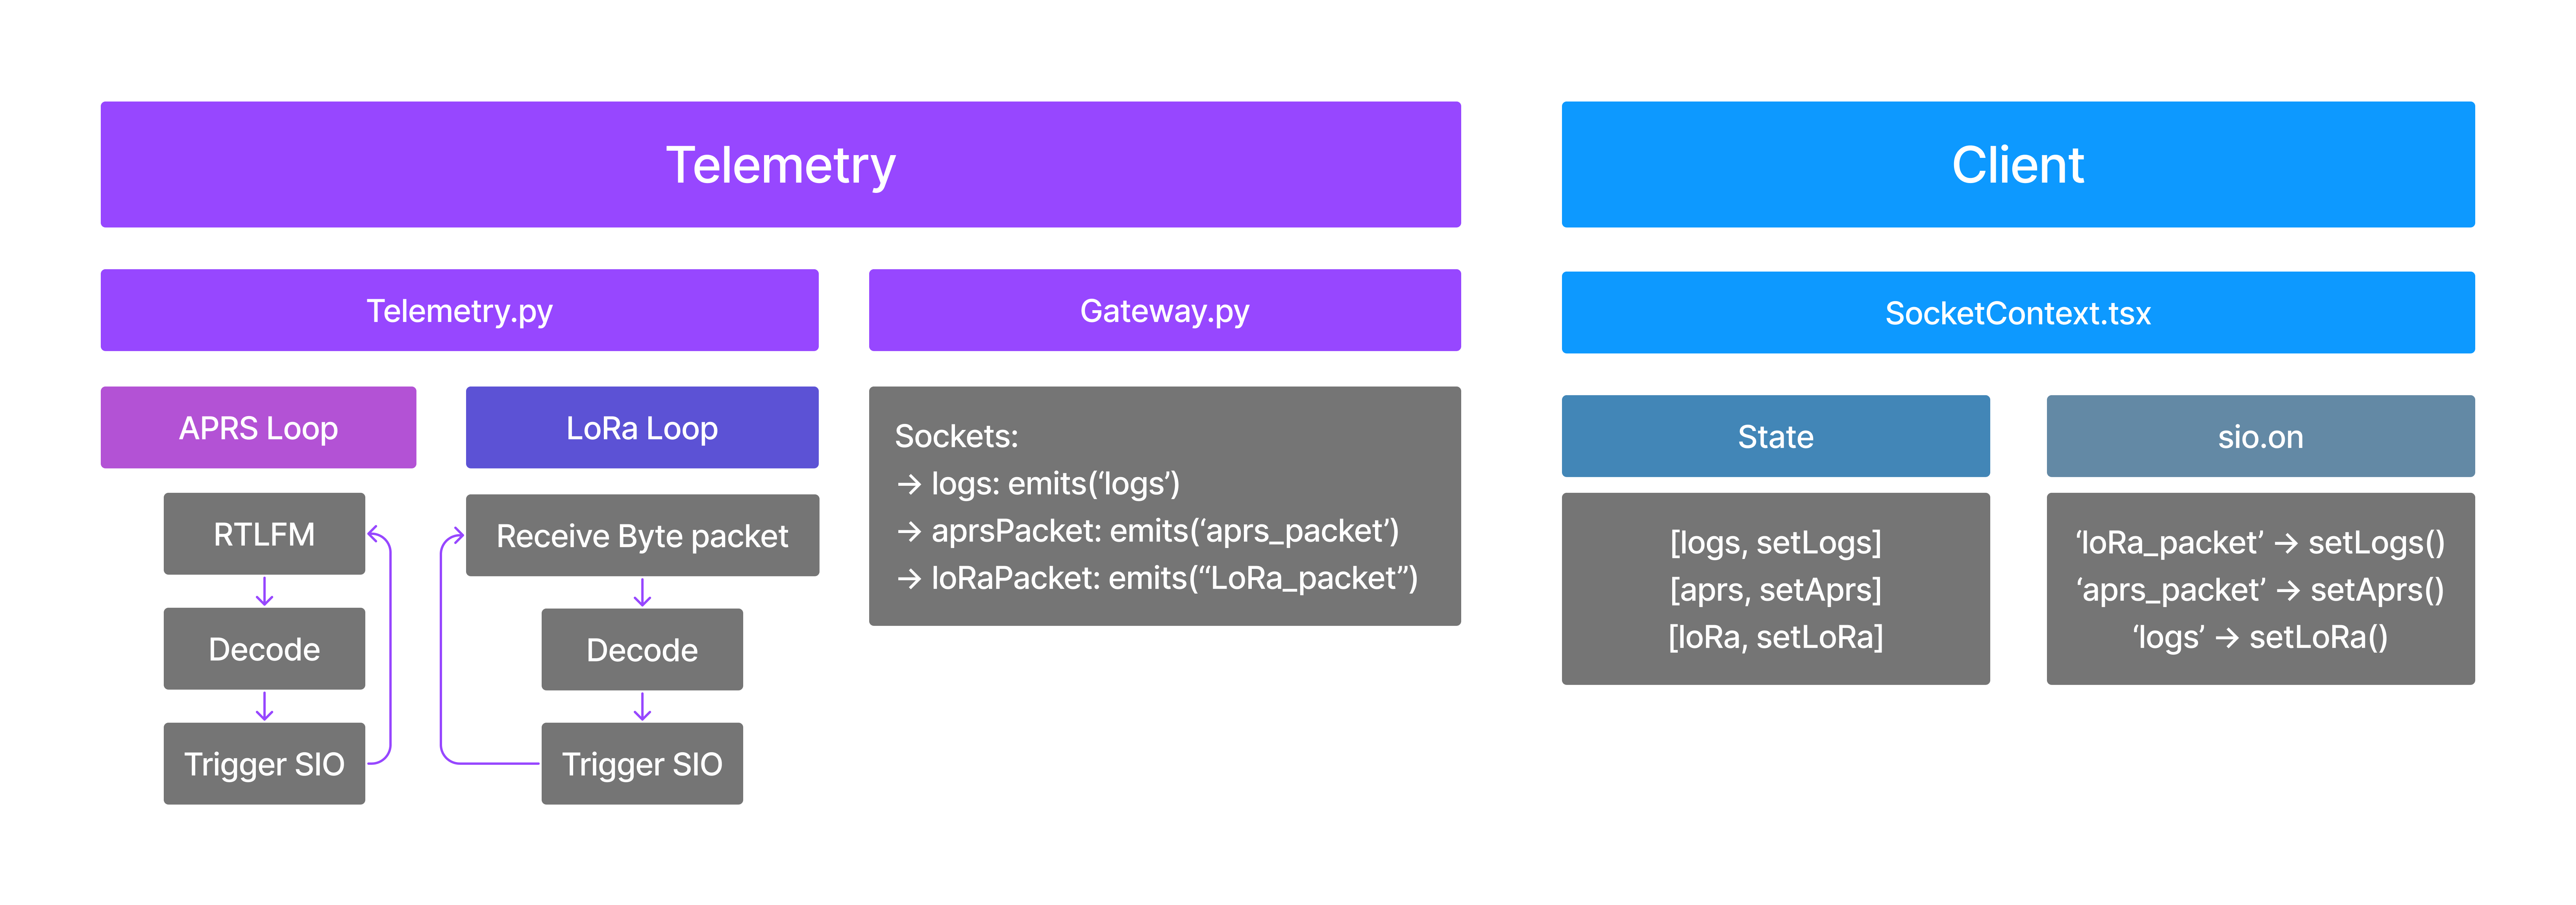 Telemetry
Telemetry.py
Gateway.py
APRS Loop
LoRa Loop
RTLFM
Decode
Trigger SIO
Receive Byte packet
Decode
Trigger SIO
Sockets:
→ logs: emits(‘logs’)
→ aprsPacket: emits(‘aprs_packet’)
→ loRaPacket: emits(“LoRa_packet”)
Client
SocketContext.tsx
State
[logs, setLogs]
[aprs, setAprs]
[loRa, setLoRa]
sio.on
‘loRa_packet’ → setLogs()
‘aprs_packet’ → setAprs()
‘logs’ → setLoRa()